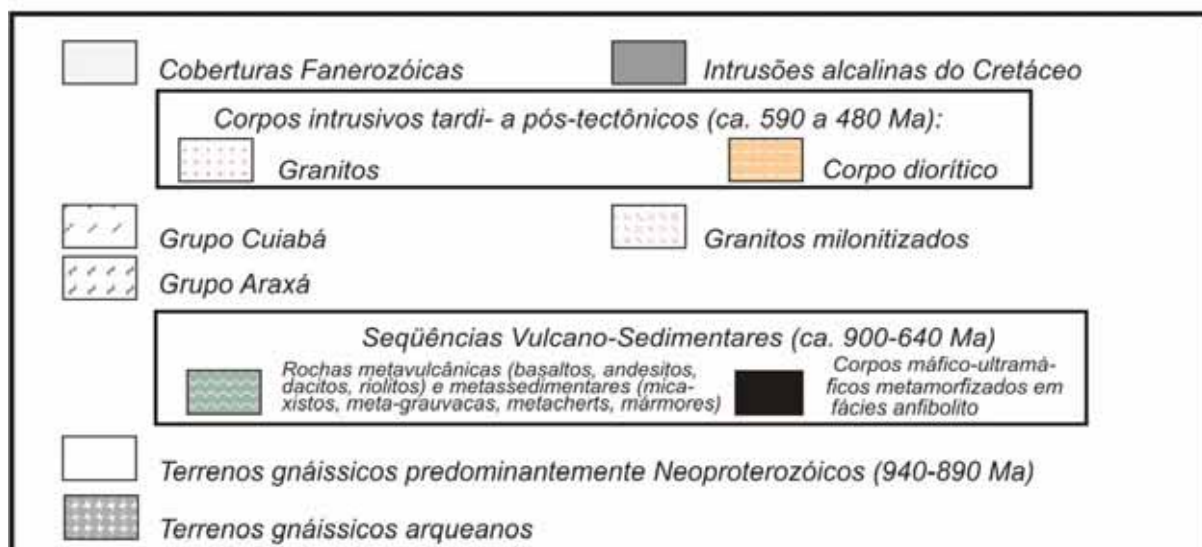 Coberturas Fanerozóicas
Intrusões alcalinas do Cretáceo
Corpos intrusivos tardi- a pós-tectônicos (ca. 590 a 480 Ma):
Granitos
Corpo diorítico
Grupo Cuiabá
Granitos milonitizados
Grupo Araxá
Seqüências Vulcano-Sedimentares (ca. 900-640 Ma)
Rochas metavulcânicas (basaltos, andesitos,
dacitos, riolitos) e metassedimentares (mica-
xistos, meta-grauvacas, metacherts, mármores)
Corpos máfico-ultramá-
ficos metamorfizados em
fácies anfibolito
Terrenos gnáissicos predominantemente Neoproterozóicos (940-890 Ma)
Terrenos gnáissicos arqueanos